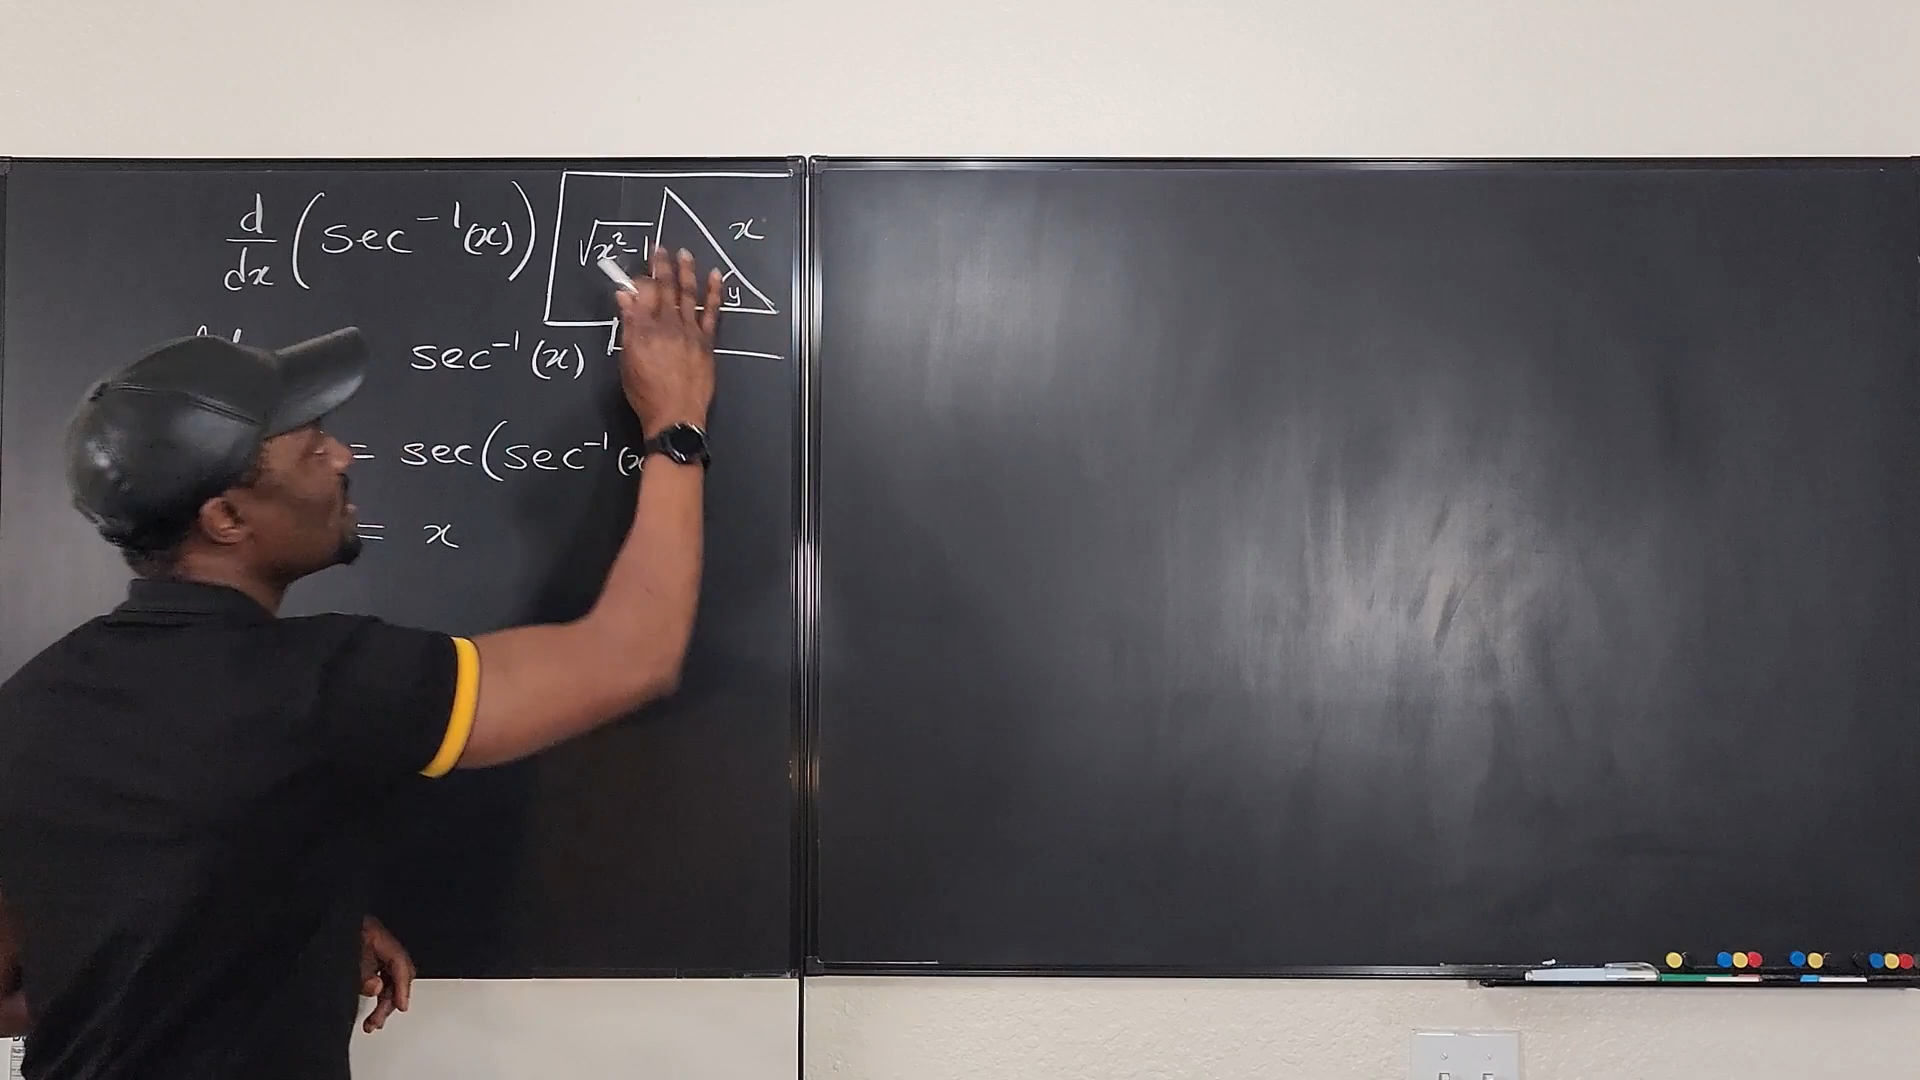 d/dx (sec⁻¹(x))
√x²-1
x
y
sec⁻¹(x)
= sec(sec⁻¹(x
= x